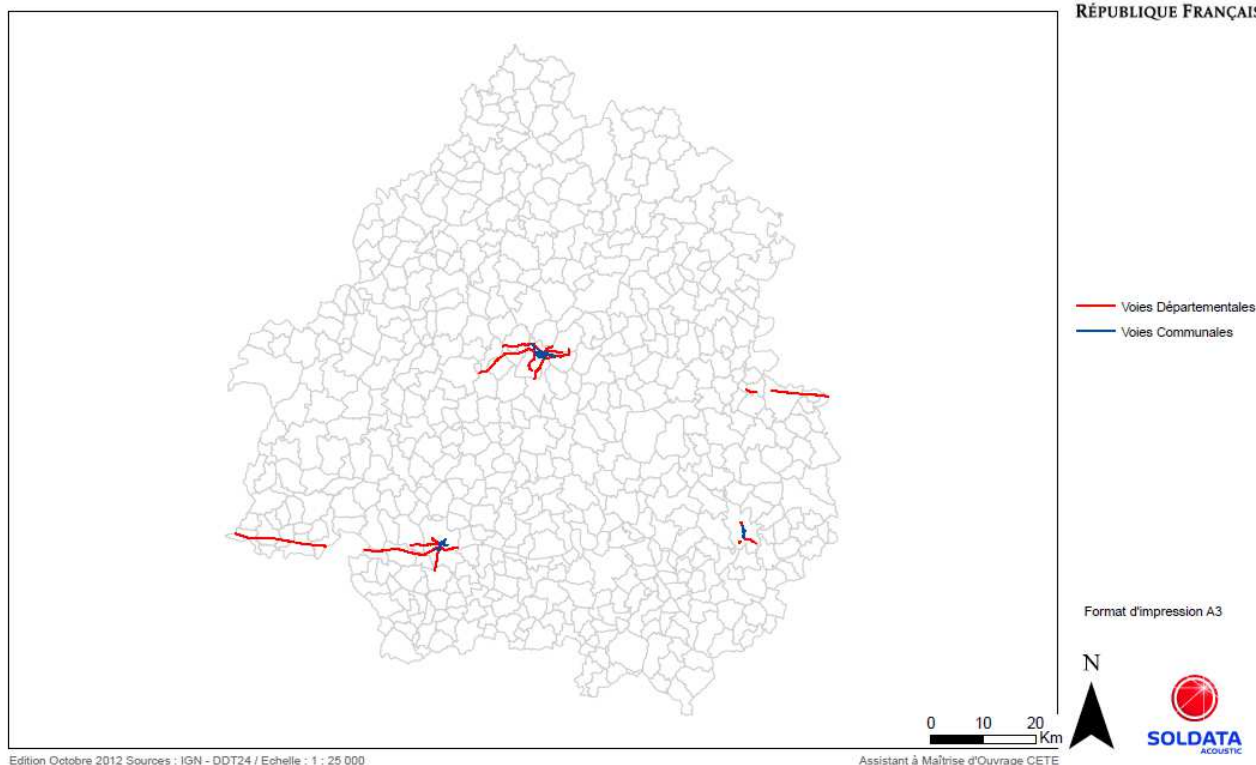 RÉPUBLIQUE FRANÇAIS
Voies Départementales
Voies Communales
Format d'impression A3
N
0 10 20
Km
SOLDATA
ACOUSTIC
Edition Octobre 2012 Sources : IGN - DDT24 / Echelle : 1 : 25 000
Assistant à Maîtrise d'Ouvrage CETE